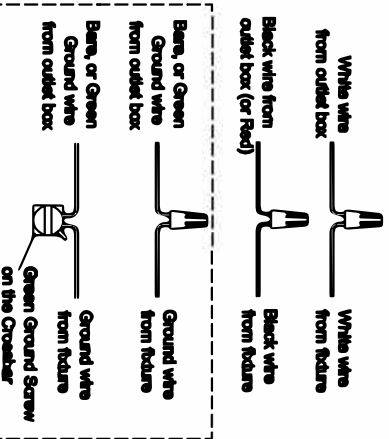 White wire
from outlet box
White wire
from fixture
Black wire from
outlet box (or Red)
Black wire
from fixture
Bare, or Green
Ground wire
from outlet box
Ground wire
from fixture
Bare, or Green
Ground wire
from outlet box
Ground wire
from fixture
Green Ground Screw
on the Crossbar